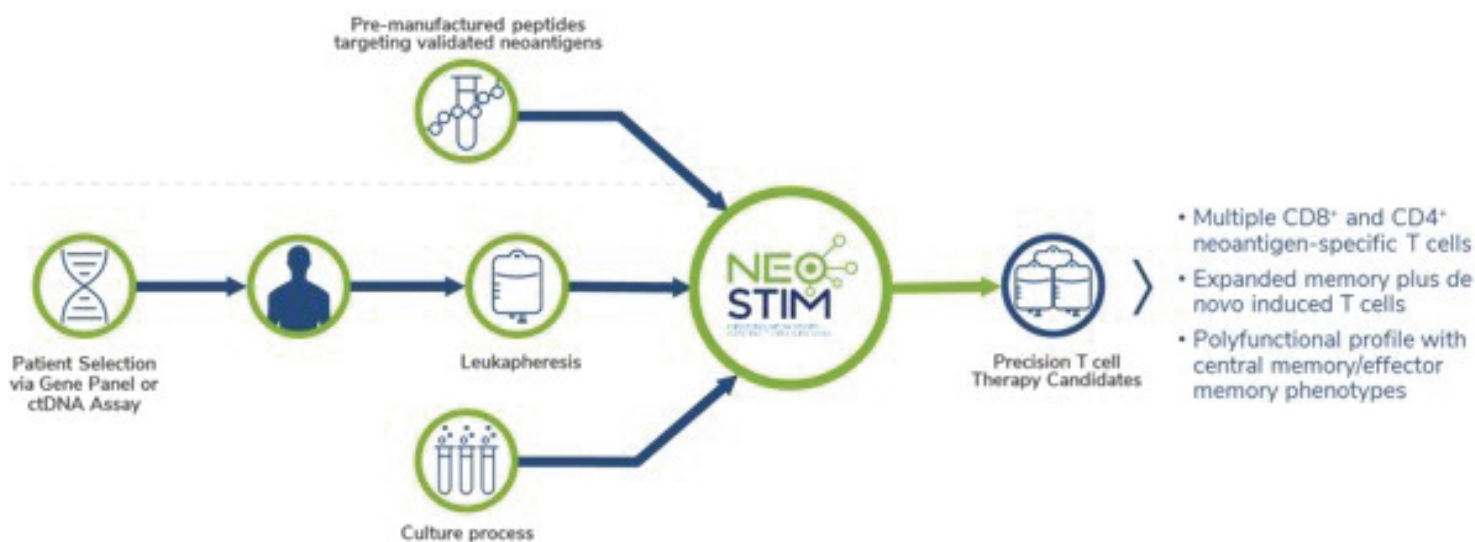 Pre-manufactured peptides
targeting validated neoantigens
Patient Selection
via Gene Panel or
ctDNA Assay
Leukapheresis
Culture process
NEO
STIM
Precision T cell
Therapy Candidates
• Multiple CD8⁺ and CD4⁺
neoantigen-specific T cells
• Expanded memory plus de
novo induced T cells
• Polyfunctional profile with
central memory/effector
memory phenotypes